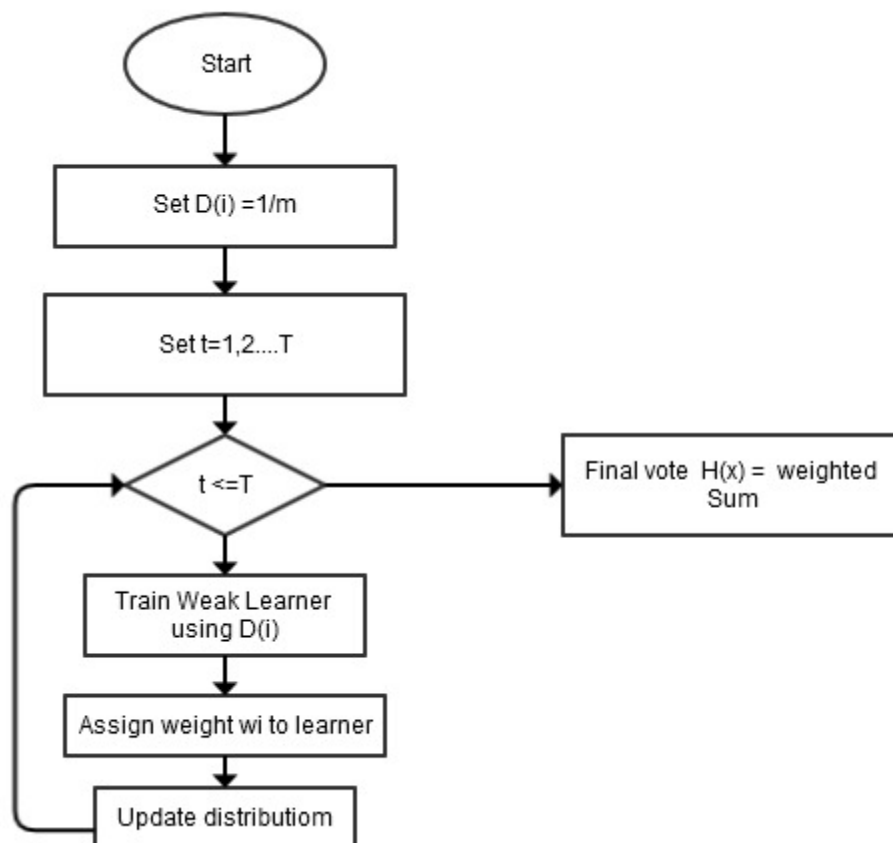 Start
Set D(i) =1/m
Set t=1,2....T
t <=T
Final vote H(x) = weighted
Sum
Train Weak Learner
using D(i)
Assign weight wi to learner
Update distributiom